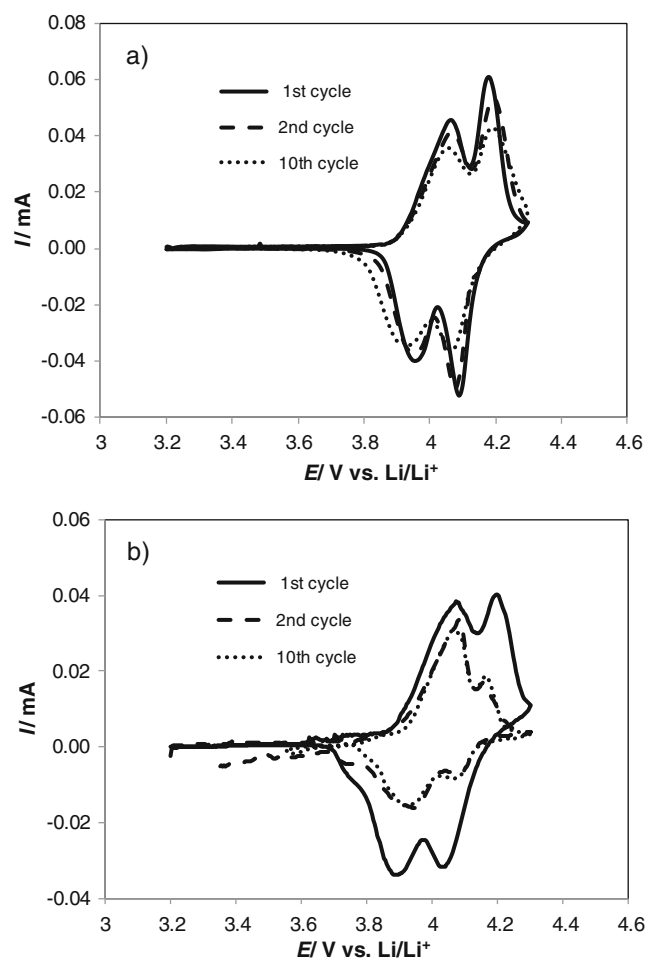 a)
1st cycle
2nd cycle
10th cycle
0.08
0.06
0.04
0.02
0.00
-0.02
-0.04
-0.06
I/ mA
3 3.2 3.4 3.6 3.8 4 4.2 4.4 4.6
E/ V vs. Li/Li⁺
b)
1st cycle
2nd cycle
10th cycle
0.06
0.04
0.02
0.00
-0.02
-0.04
I/ mA
3 3.2 3.4 3.6 3.8 4 4.2 4.4 4.6
E/ V vs. Li/Li⁺